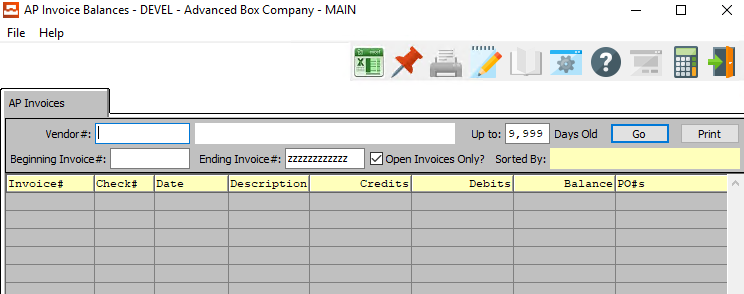 AP Invoice Balances - DEVEL - Advanced Box Company - MAIN
File Help
excel
X
?
AP Invoices
Vendor#: Up to: 9,999 Days Old Go Print
Beginning Invoice#: Ending Invoice#: zzzzzzzzzzzz Open Invoices Only? Sorted By:
Invoice# Check# Date Description Credits Debits Balance PO#s